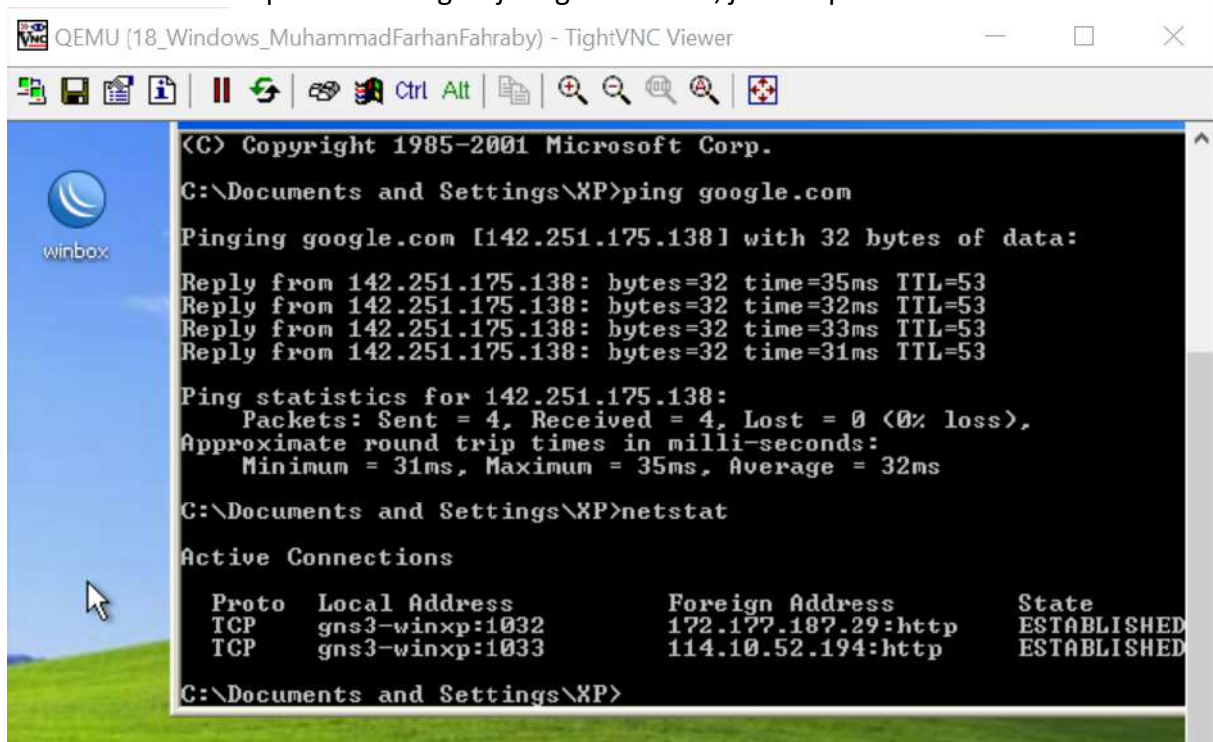 QEMU (18_Windows_MuhammadFarhanFahraby) - TightVNC Viewer
Ctrl Alt
winbox
(C) Copyright 1985-2001 Microsoft Corp.
C:\Documents and Settings\XP>ping google.com
Pinging google.com [142.251.175.138] with 32 bytes of data:
Reply from 142.251.175.138: bytes=32 time=35ms TTL=53
Reply from 142.251.175.138: bytes=32 time=32ms TTL=53
Reply from 142.251.175.138: bytes=32 time=33ms TTL=53
Reply from 142.251.175.138: bytes=32 time=31ms TTL=53
Ping statistics for 142.251.175.138:
Packets: Sent = 4, Received = 4, Lost = 0 (0% loss),
Approximate round trip times in milli-seconds:
Minimum = 31ms, Maximum = 35ms, Average = 32ms
C:\Documents and Settings\XP>netstat
Active Connections
Proto Local Address Foreign Address State
TCP gns3-winxp:1032 172.177.187.29:http ESTABLISHED
TCP gns3-winxp:1033 114.10.52.194:http ESTABLISHED
C:\Documents and Settings\XP>